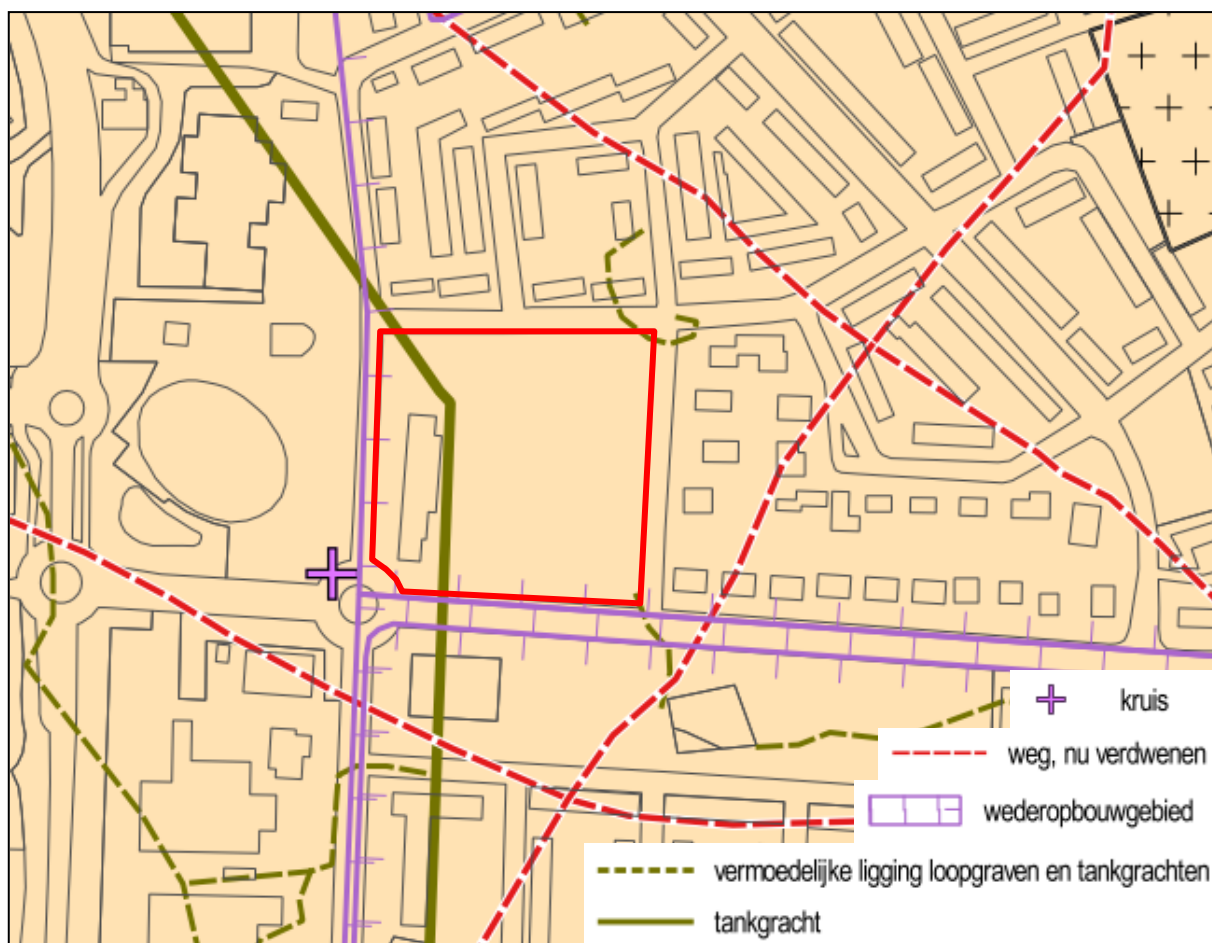 kruis
weg, nu verdwenen
wederopbouwgebied
vermoedelijke ligging loopgraven en tankgrachten
tankgracht